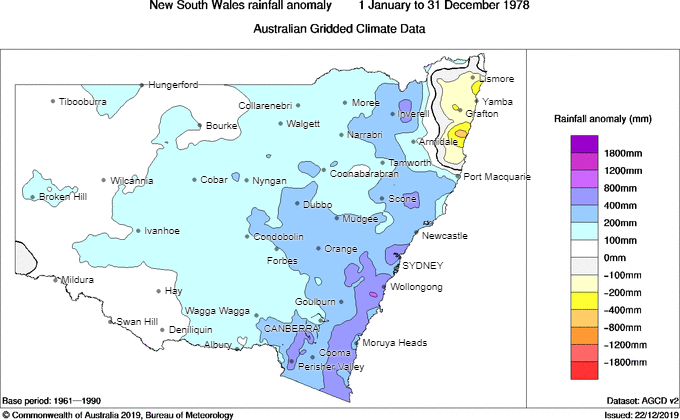 New South Wales rainfall anomaly 1 January to 31 December 1978
Australian Gridded Climate Data
Hungerford
Tibooburra
Lismore
Collarenebri
Moree
Yamba
Inverell
Grafton
Bourke
Walgett
Narrabri
Armidale
Tamworth
Coonabarabran
Port Macquarie
Wilcannia
Cobar
Nyngan
Broken Hill
Scone
Dubbo
Mudgee
Ivanhoe
Condobolin
Newcastle
Orange
Forbes
SYDNEY
Mildura
Hay
Wollongong
Goulburn
Wagga Wagga
Swan Hill
Deniliquin
CANBERRA
Albury
Moruya Heads
Cooma
Perisher Valley
Rainfall anomaly (mm)
1800mm
1200mm
800mm
400mm
200mm
100mm
0mm
−100mm
−200mm
−400mm
−800mm
−1200mm
−1800mm
Base period: 1961—1990
Dataset: AGCD v2
© Commonwealth of Australia 2019, Bureau of Meteorology
Issued: 22/12/2019